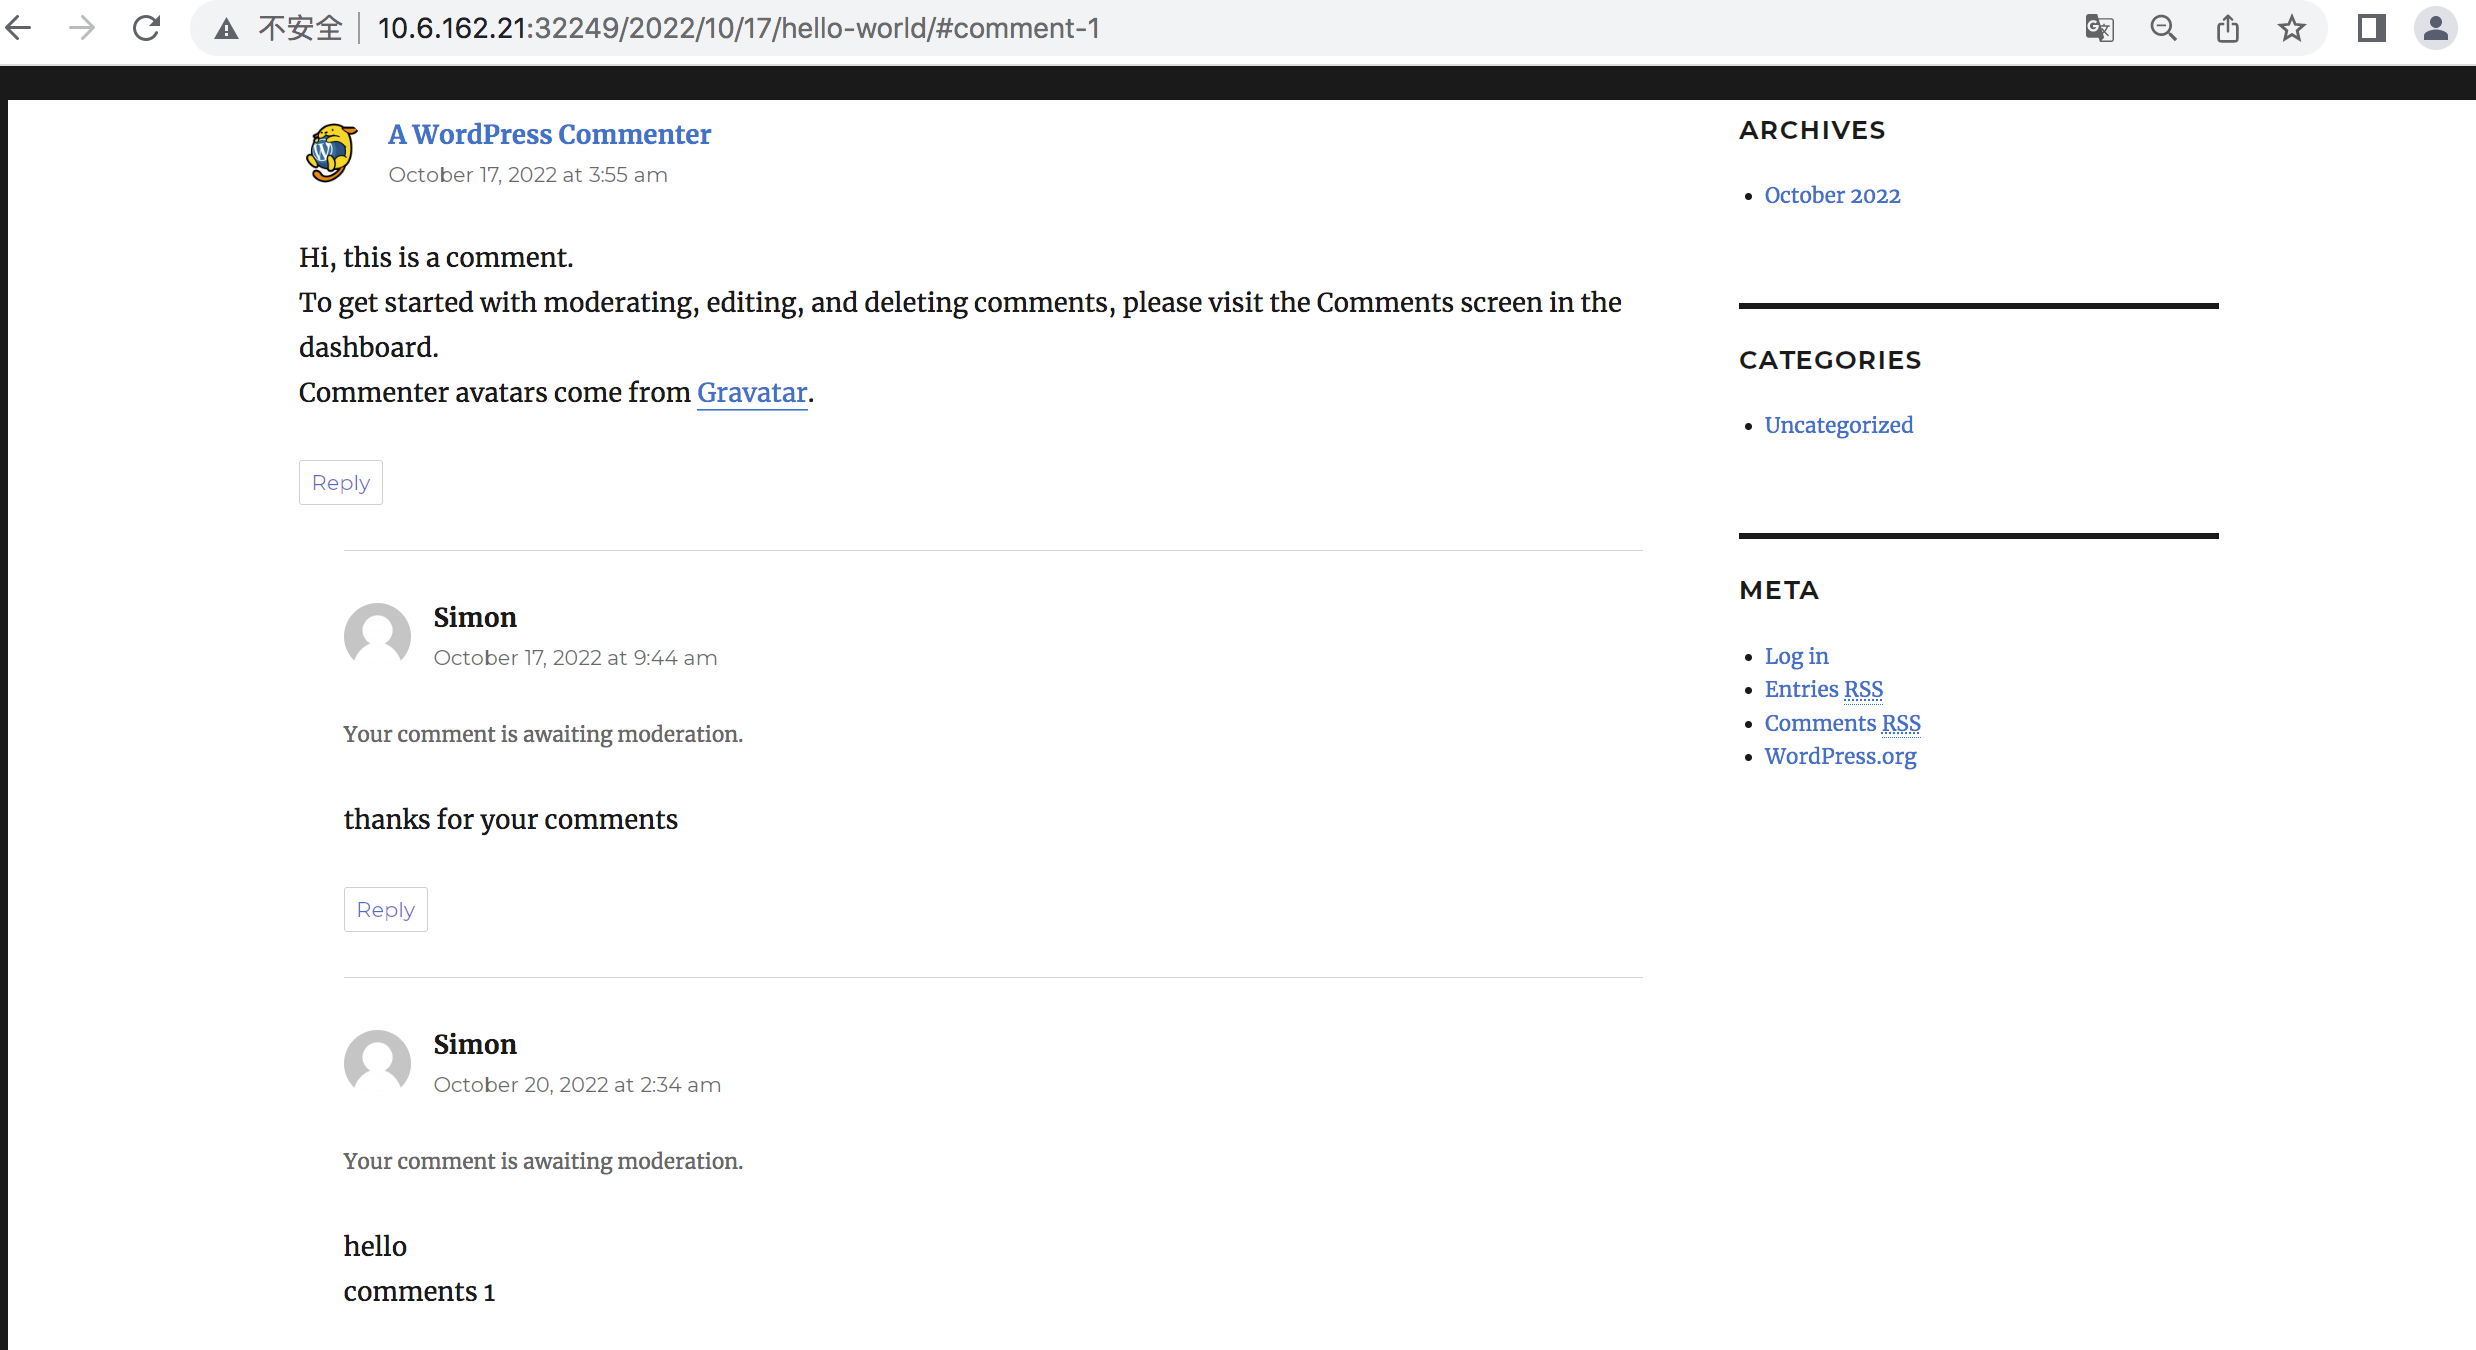 不安全 10.6.162.21:32249/2022/10/17/hello-world/#comment-1
A WordPress Commenter
October 17, 2022 at 3:55 am
Hi, this is a comment.
To get started with moderating, editing, and deleting comments, please visit the Comments screen in the
dashboard.
Commenter avatars come from Gravatar.
Reply
Simon
October 17, 2022 at 9:44 am
Your comment is awaiting moderation.
thanks for your comments
Reply
Simon
October 20, 2022 at 2:34 am
Your comment is awaiting moderation.
hello
comments 1
ARCHIVES
October 2022
CATEGORIES
Uncategorized
META
Log in
Entries RSS
Comments RSS
WordPress.org